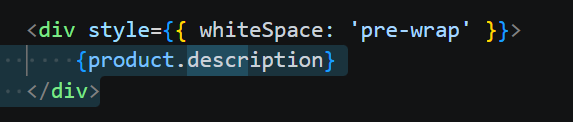 <div style={{ whiteSpace: 'pre-wrap' }}>
{product.description}
</div>